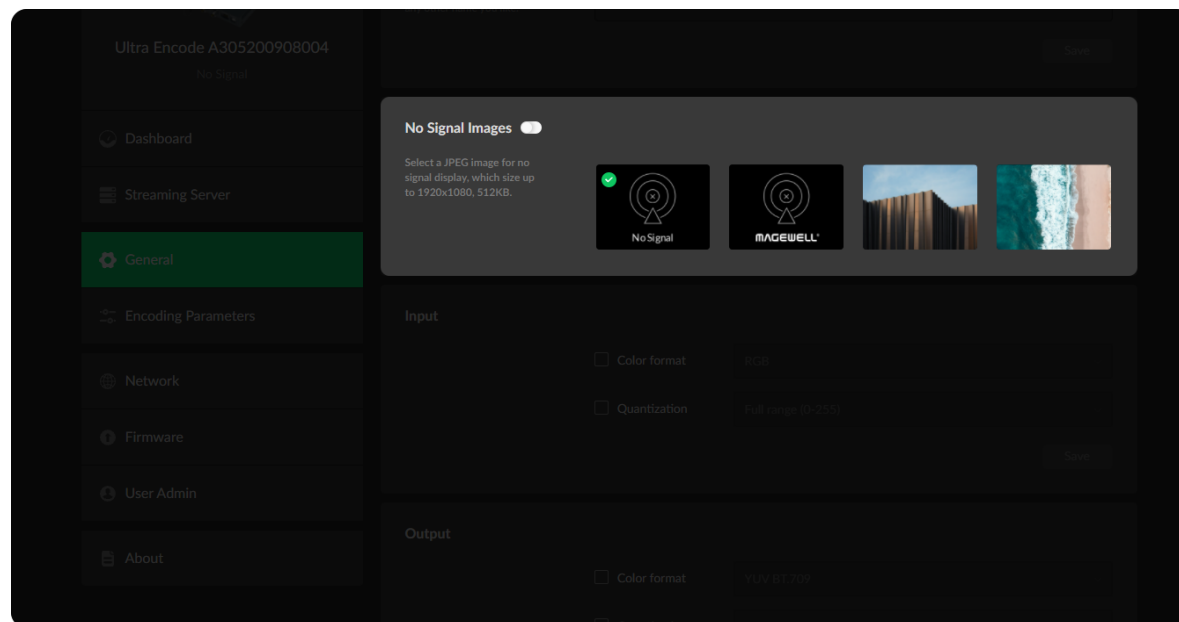 Ultra Encode A305200908004
No Signal
Dashboard
Streaming Server
General
Encoding Parameters
Network
Firmware
User Admin
About
Save
No Signal Images
Select a JPEG image for no
signal display, which size up
to 1920x1080, 512KB.
No Signal
MAGEWELL®
Input
Color format
RGB
Quantization
Full range (0-255)
Save
Output
Color format
YUV BT.709